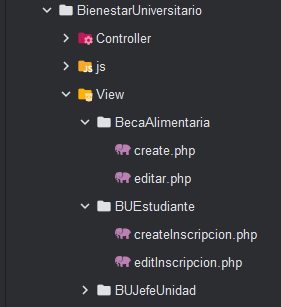 BienestarUniversitario
Controller
js
View
BecaAlimentaria
create.php
editar.php
BUEstudiante
createInscripcion.php
editInscripcion.php
BUJefeUnidad